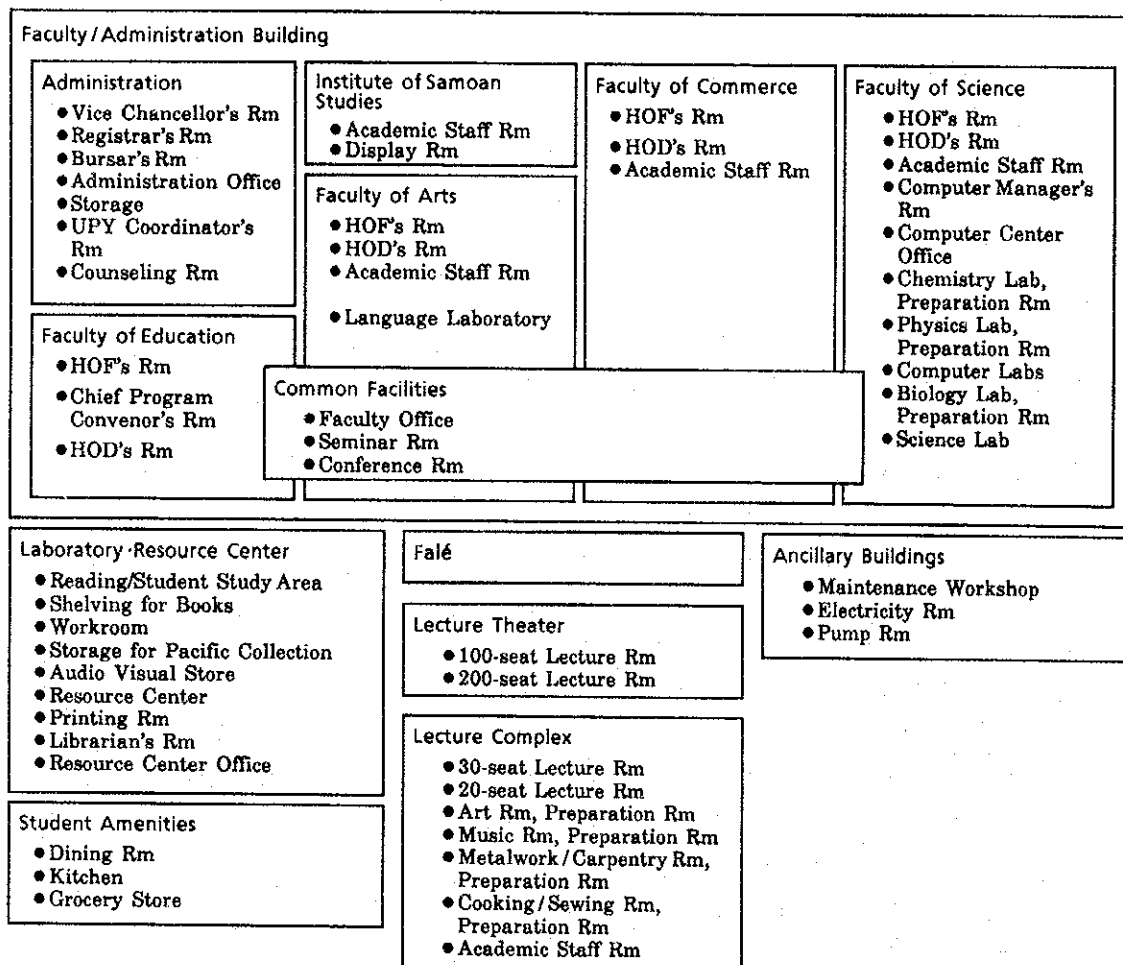 Faculty/Administration Building
Administration
●Vice Chancellor's Rm
●Registrar's Rm
●Bursar's Rm
●Administration Office
●Storage
●UPY Coordinator's
Rm
●Counseling Rm
Institute of Samoan
Studies
●Academic Staff Rm
●Display Rm
Faculty of Arts
●HOF's Rm
●HOD's Rm
●Academic Staff Rm
●Language Laboratory
Faculty of Commerce
●HOF's Rm
●HOD's Rm
●Academic Staff Rm
Faculty of Science
●HOF's Rm
●HOD's Rm
●Academic Staff Rm
●Computer Manager's
Rm
●Computer Center
Office
●Chemistry Lab,
Preparation Rm
●Physics Lab,
Preparation Rm
●Computer Labs
●Biology Lab,
Preparation Rm
●Science Lab
Faculty of Education
●HOF's Rm
●Chief Program
Convenor's Rm
●HOD's Rm
Common Facilities
●Faculty Office
●Seminar Rm
●Conference Rm
Laboratory·Resource Center
●Reading/Student Study Area
●Shelving for Books
●Workroom
●Storage for Pacific Collection
●Audio Visual Store
●Resource Center
●Printing Rm
●Librarian's Rm
●Resource Center Office
Student Amenities
●Dining Rm
●Kitchen
●Grocery Store
Falé
Lecture Theater
●100-seat Lecture Rm
●200-seat Lecture Rm
Lecture Complex
●30-seat Lecture Rm
●20-seat Lecture Rm
●Art Rm, Preparation Rm
●Music Rm, Preparation Rm
●Metalwork/Carpentry Rm,
Preparation Rm
●Cooking/Sewing Rm,
Preparation Rm
●Academic Staff Rm
Ancillary Buildings
●Maintenance Workshop
●Electricity Rm
●Pump Rm